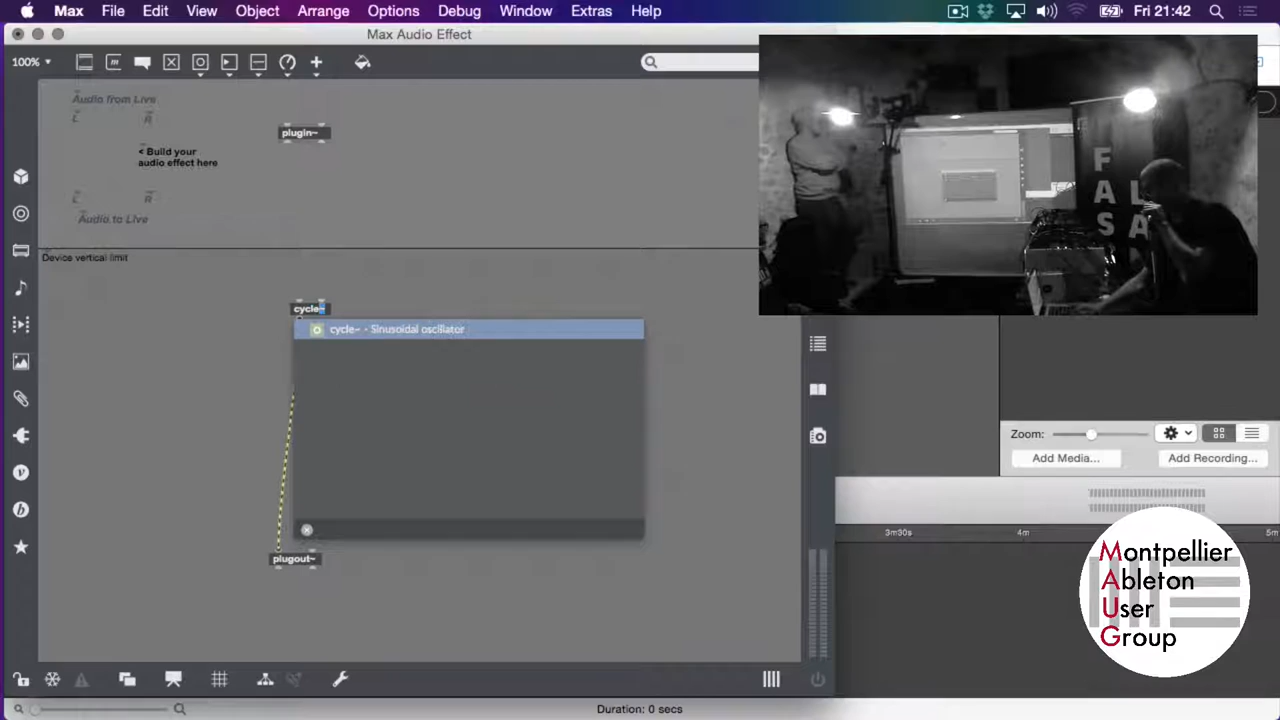 Max File Edit View Object Arrange Options Debug Window Extras Help Fri 21:42
Max Audio Effect
100%
Audio from Live
L R
plugin~
< Build your
audio effect here
L R
Audio to Live
Device vertical limit
cycle~
cycle~ - Sinusoidal oscillator
plugout~
F
A L
S A
Zoom:
Add Media... Add Recording...
3m30s 4m 5m
Montpellier
Ableton
User
Group
Duration: 0 secs